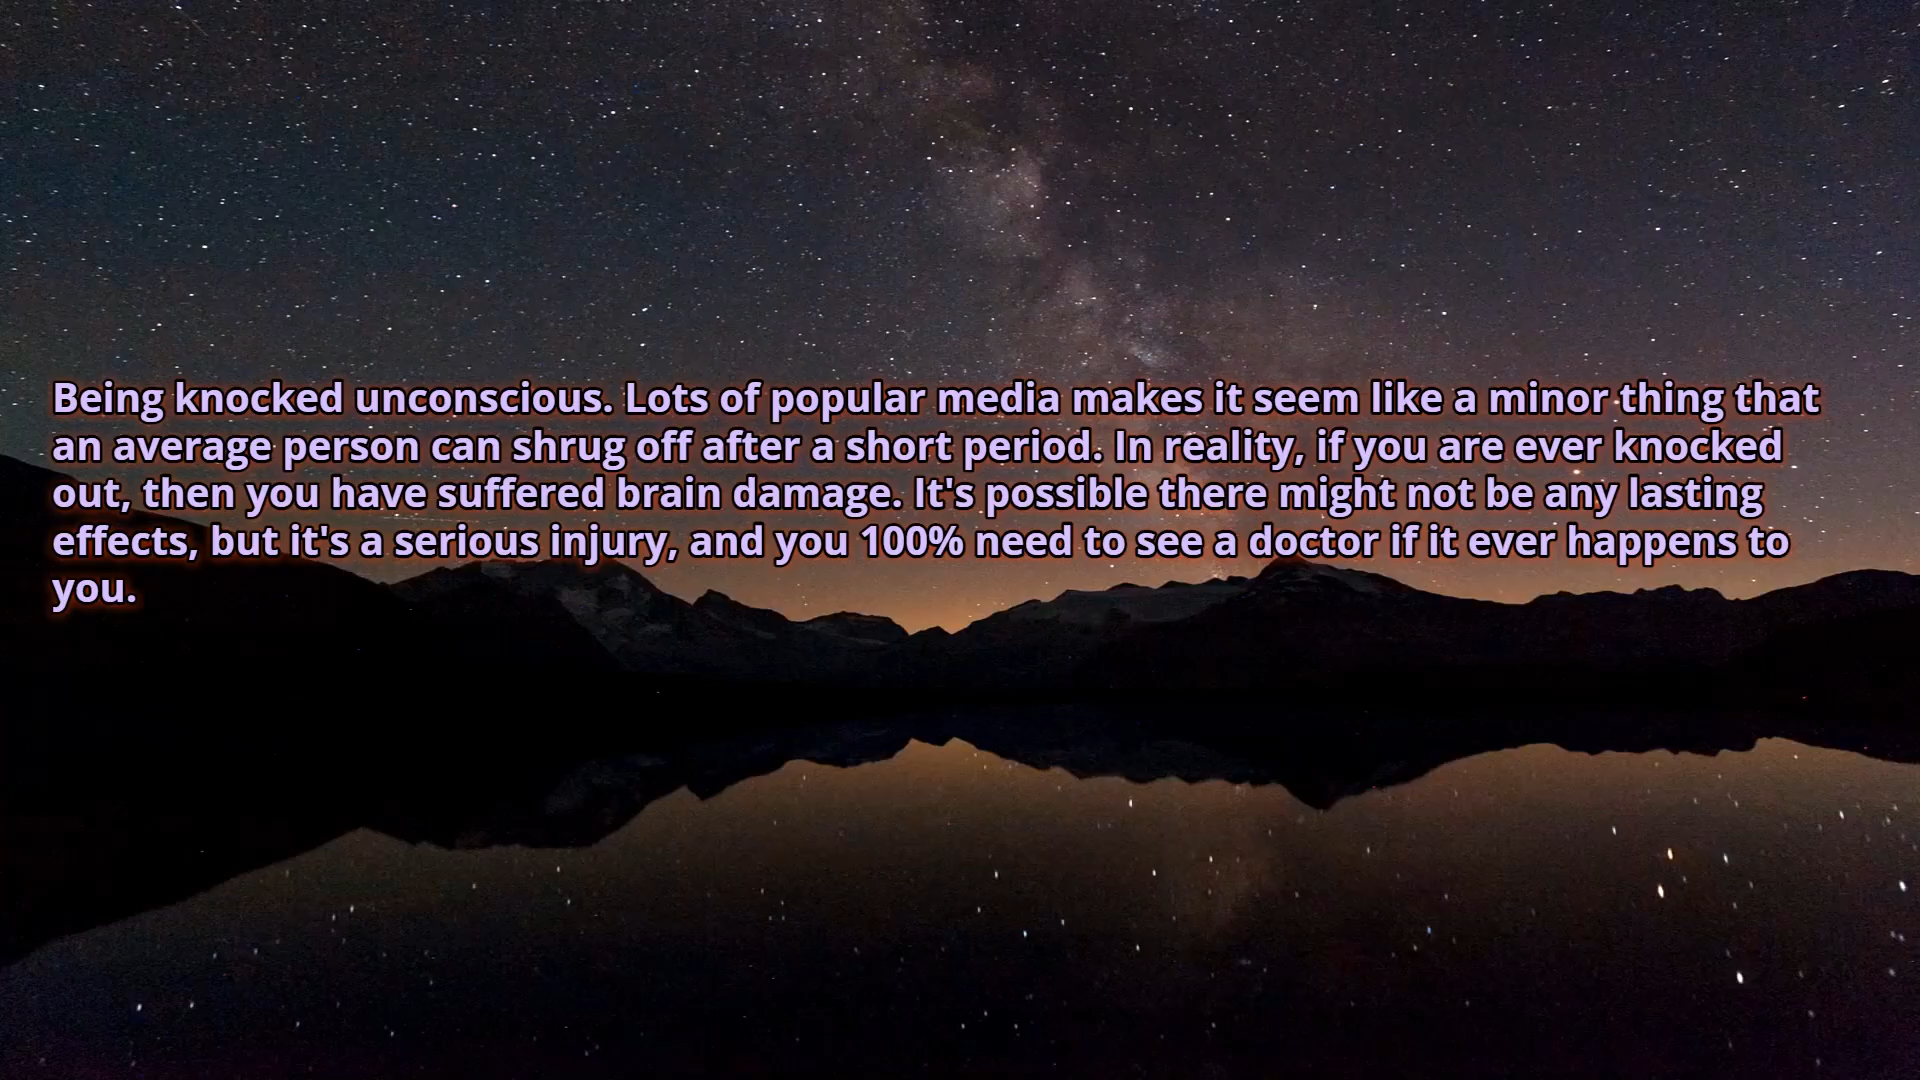 Being knocked unconscious. Lots of popular media makes it seem like a minor thing that
an average person can shrug off after a short period. In reality, if you are ever knocked
out, then you have suffered brain damage. It's possible there might not be any lasting
effects, but it's a serious injury, and you 100% need to see a doctor if it ever happens to
you.